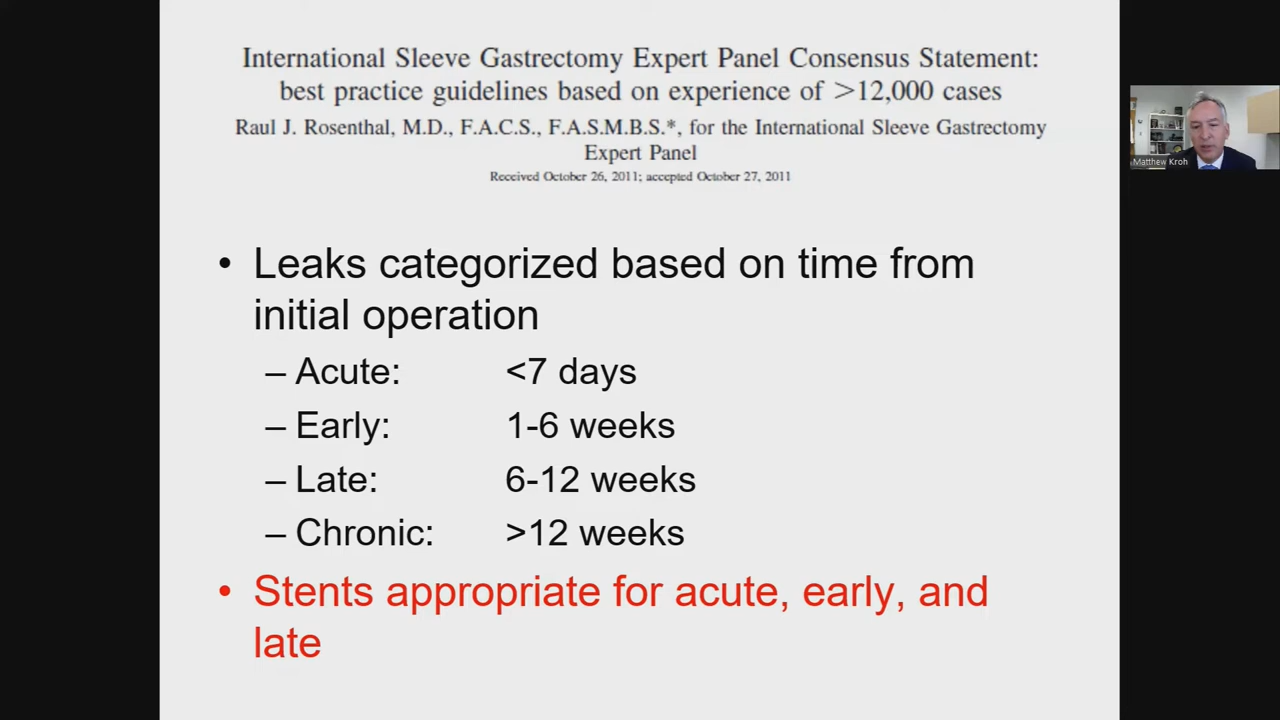 International Sleeve Gastrectomy Expert Panel Consensus Statement:
best practice guidelines based on experience of >12,000 cases
Raul J. Rosenthal, M.D., F.A.C.S., F.A.S.M.B.S.*, for the International Sleeve Gastrectomy
Expert Panel
Received October 26, 2011; accepted October 27, 2011
Matthew Kroh
• Leaks categorized based on time from
initial operation
– Acute: <7 days
– Early: 1-6 weeks
– Late: 6-12 weeks
– Chronic: >12 weeks
• Stents appropriate for acute, early, and
late